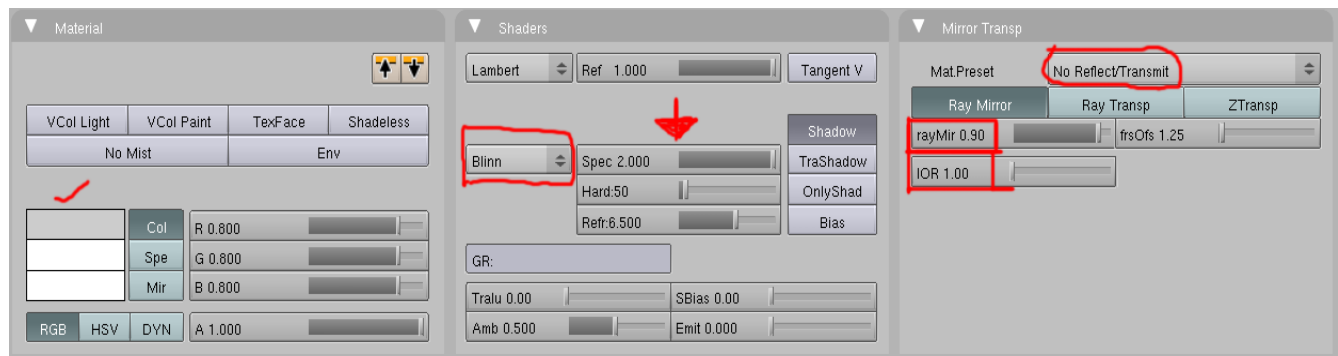 Material
VCol Light VCol Paint TexFace Shadeless
No Mist Env
Col R 0.800
Spe G 0.800
Mir B 0.800
RGB HSV DYN A 1.000
Shaders
Lambert Ref 1.000 Tangent V
Shadow
Blinn Spec 2.000 TraShadow
Hard:50 OnlyShad
Refr:6.500 Bias
GR:
Tralu 0.00 SBias 0.00
Amb 0.500 Emit 0.000
Mirror Transp
Mat.Preset No Reflect/Transmit
Ray Mirror Ray Transp ZTransp
rayMir 0.90 frsOfs 1.25
IOR 1.00